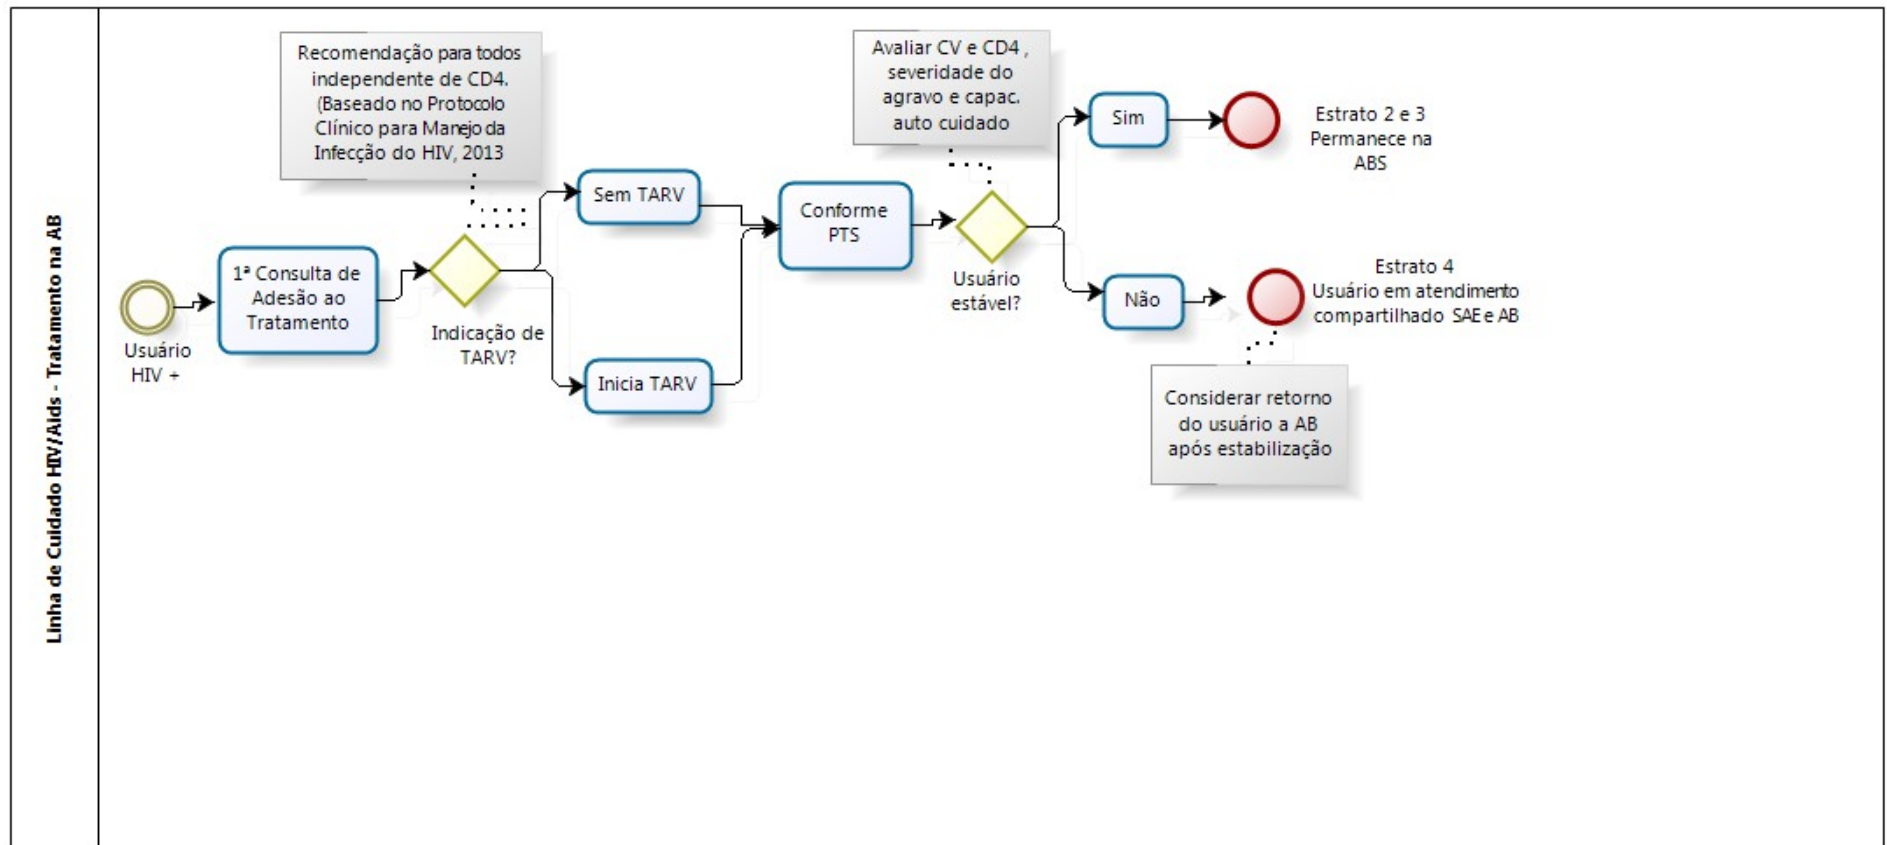 Linha de Cuidado HIV/Aids - Tratamento na AB
Usuário
HIV +
1ª Consulta de
Adesão ao
Tratamento
Recomendação para todos
independente de CD4.
(Baseado no Protocolo
Clínico para Manejo da
Infecção do HIV, 2013
Indicação de
TARV?
Sem TARV
Inicia TARV
Conforme
PTS
Avaliar CV e CD4 ,
severidade do
agravo e capac.
auto cuidado
Usuário
estável?
Sim
Estrato 2 e 3
Permanece na
ABS
Não
Estrato 4
Usuário em atendimento
compartilhado SAE e AB
Considerar retorno
do usuário a AB
após estabilização